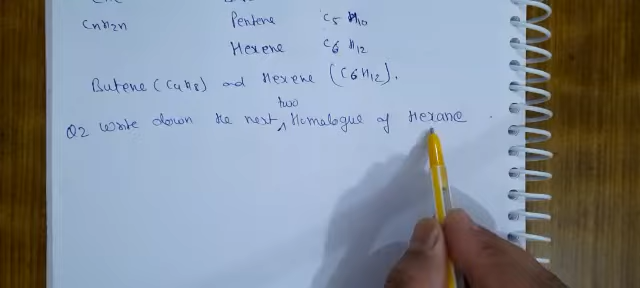 CnH2n Pentene C5 H10
Hexene C6 H12
Butene (C4H8) and Hexene (C6H12).
two
Q2 Write down the next ^ Homologue of Hexane